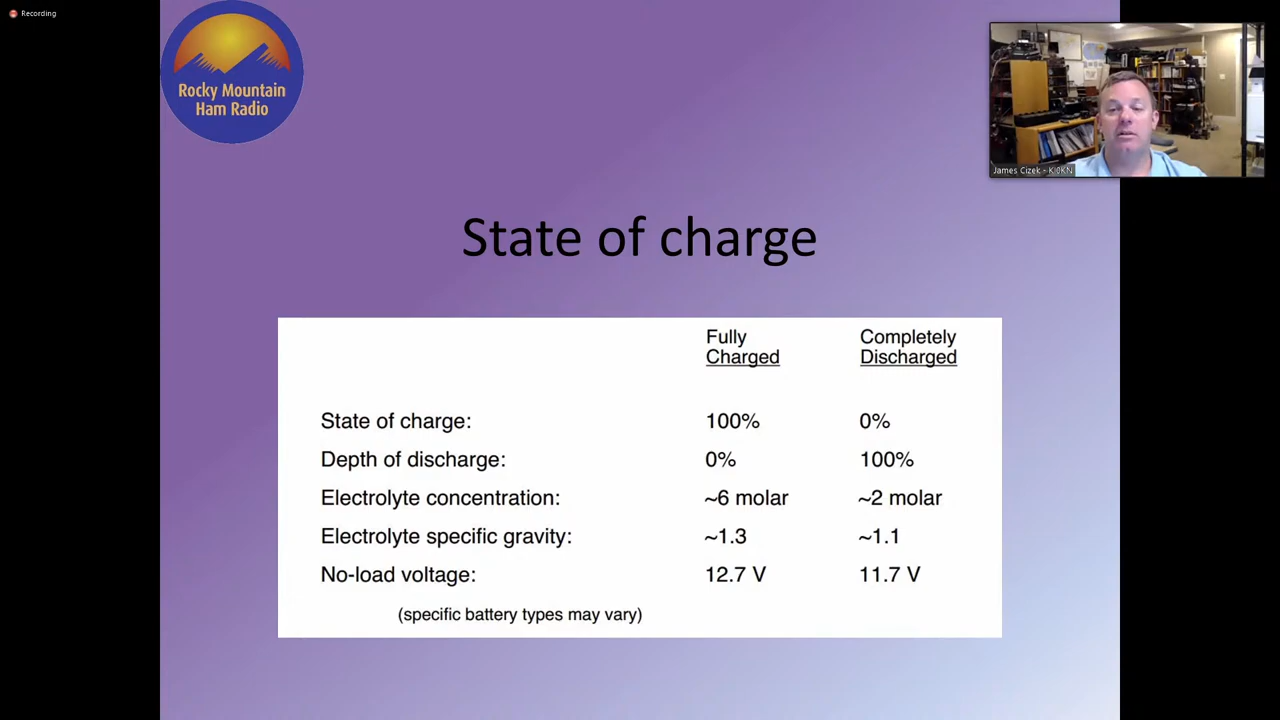 Recording
Rocky Mountain
Ham Radio
James Cizek - KI0KN
State of charge
Fully Charged
Completely Discharged
State of charge: 100% 0%
Depth of discharge: 0% 100%
Electrolyte concentration: ~6 molar ~2 molar
Electrolyte specific gravity: ~1.3 ~1.1
No-load voltage: 12.7 V 11.7 V
(specific battery types may vary)